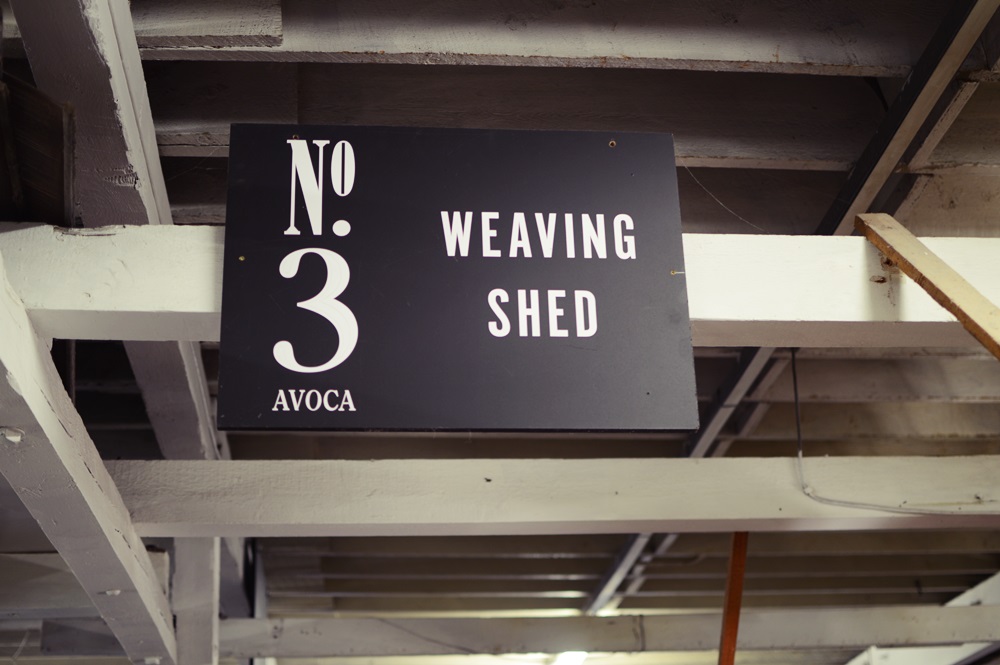 Nº.
3
AVOCA
WEAVING
SHED